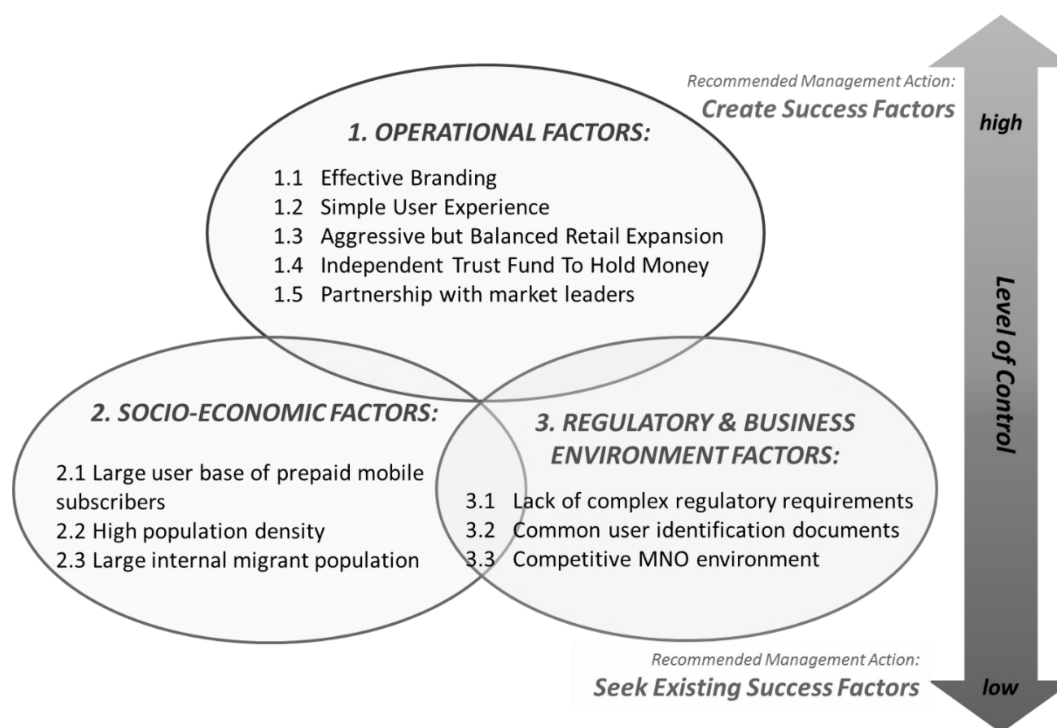 Recommended Management Action:
Create Success Factors
high
1. OPERATIONAL FACTORS:
1.1 Effective Branding
1.2 Simple User Experience
1.3 Aggressive but Balanced Retail Expansion
1.4 Independent Trust Fund To Hold Money
1.5 Partnership with market leaders
Level of Control
2. SOCIO-ECONOMIC FACTORS:
2.1 Large user base of prepaid mobile
subscribers
2.2 High population density
2.3 Large internal migrant population
3. REGULATORY & BUSINESS
ENVIRONMENT FACTORS:
3.1 Lack of complex regulatory requirements
3.2 Common user identification documents
3.3 Competitive MNO environment
Recommended Management Action:
Seek Existing Success Factors
low